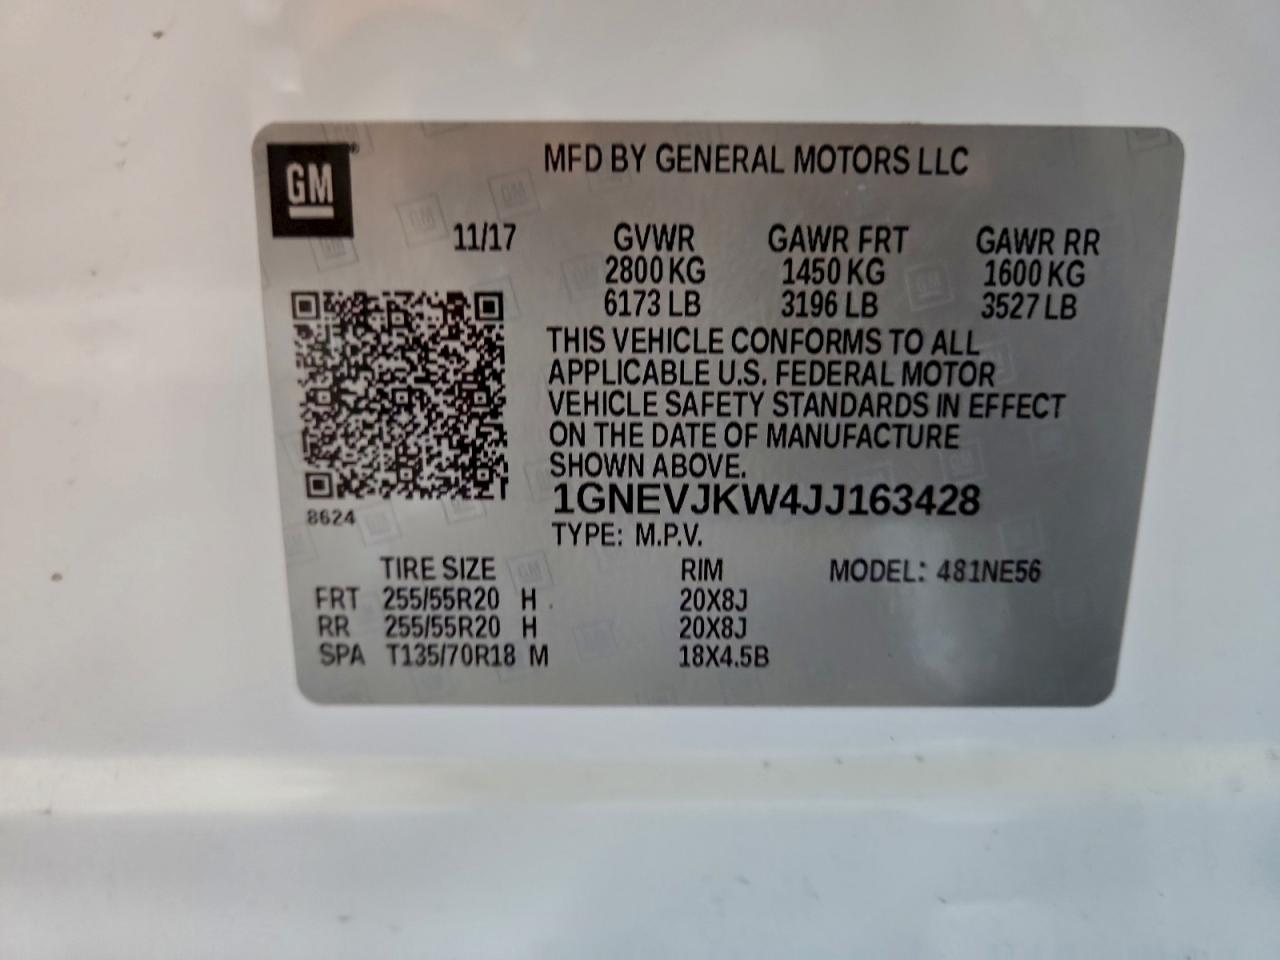 GM
MFD BY GENERAL MOTORS LLC
11/17 GVWR GAWR FRT GAWR RR
2800 KG 1450 KG 1600 KG
6173 LB 3196 LB 3527 LB
THIS VEHICLE CONFORMS TO ALL
APPLICABLE U.S. FEDERAL MOTOR
VEHICLE SAFETY STANDARDS IN EFFECT
ON THE DATE OF MANUFACTURE
SHOWN ABOVE.
1GNEVJKW4JJ163428
8624
TYPE: M.P.V.
TIRE SIZE RIM MODEL: 481NE56
FRT 255/55R20 H 20X8J
RR 255/55R20 H 20X8J
SPA T135/70R18 M 18X4.5B